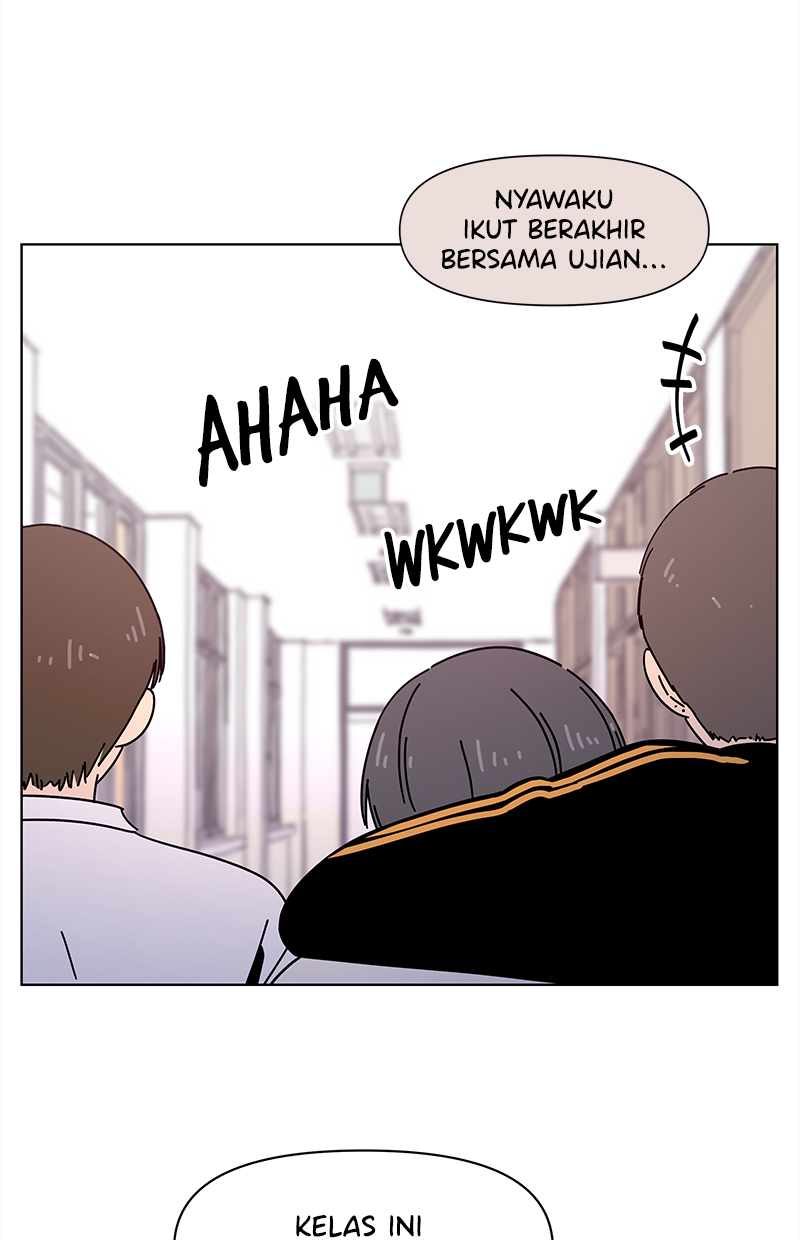 NYAWAKU
IKUT BERAKHIR
BERSAMA UJIAN...
AHAHA
WKWKWK
KELAS INI